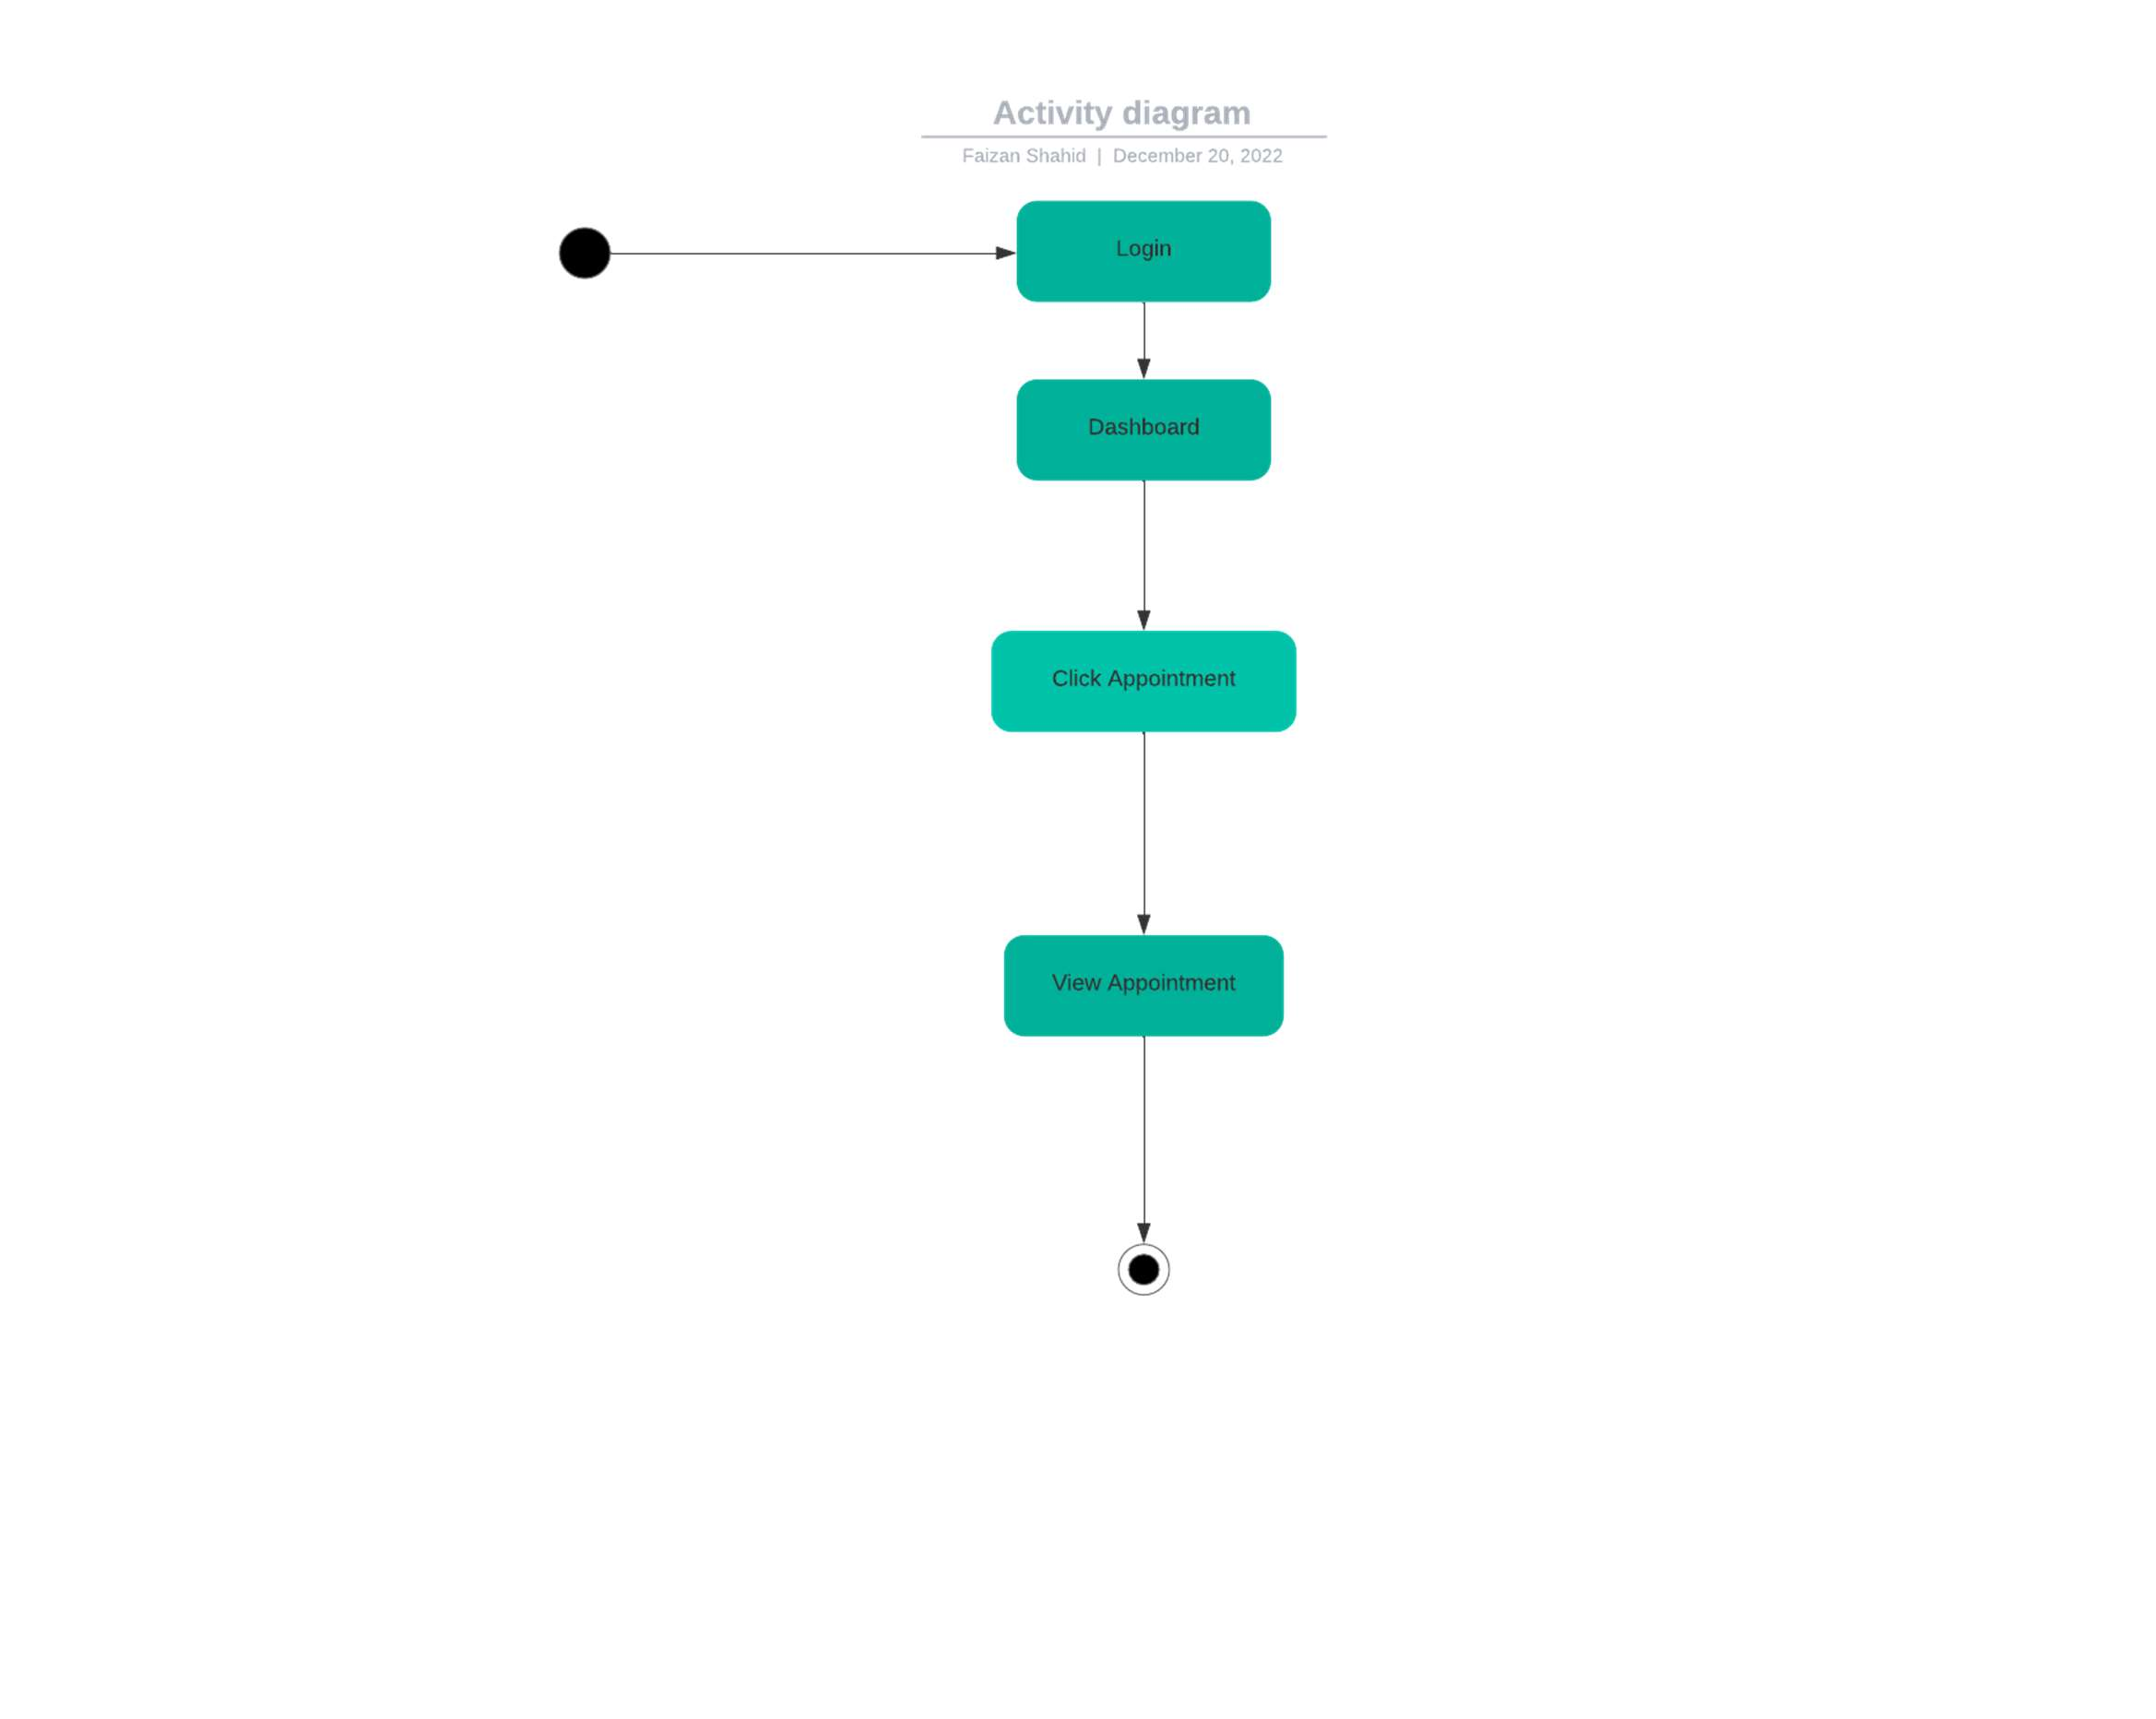 Activity diagram
Faizan Shahid | December 20, 2022
Login
Dashboard
Click Appointment
View Appointment